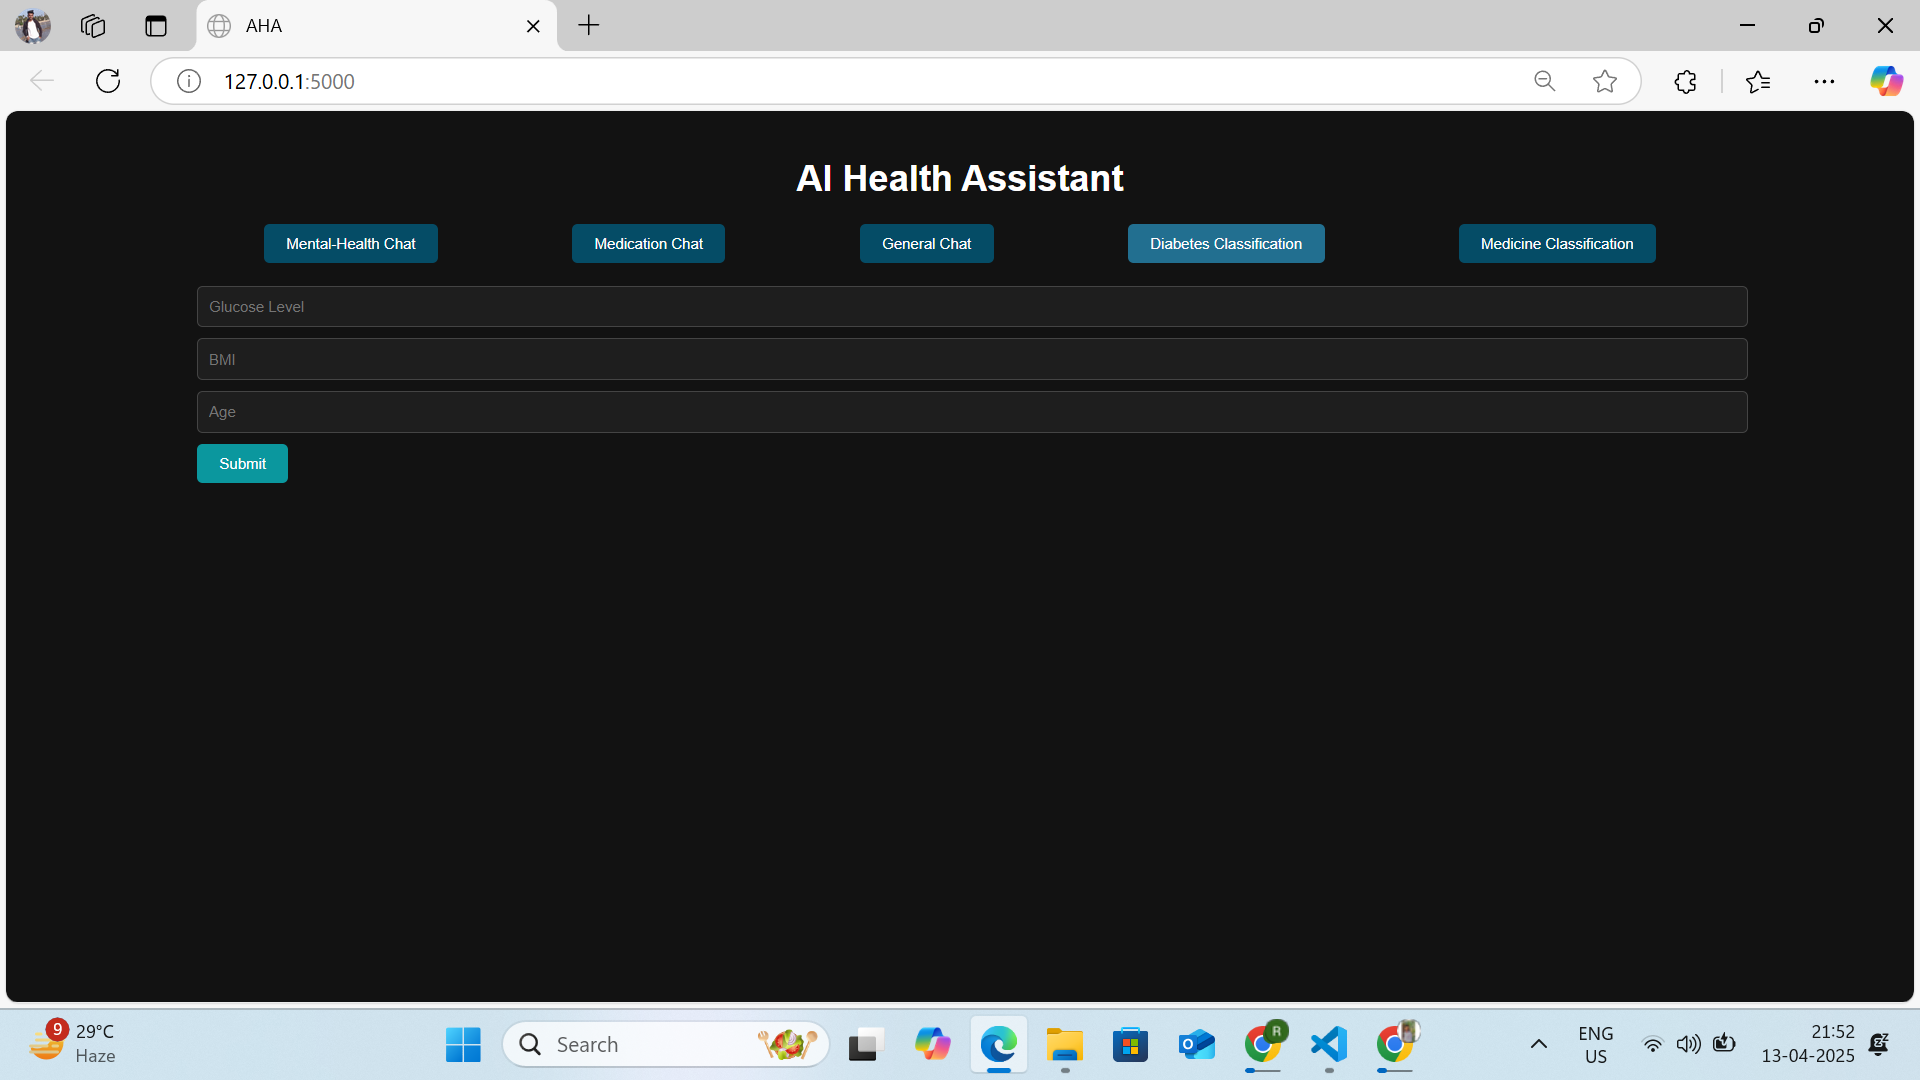 AHA
127.0.0.1:5000
AI Health Assistant
Mental-Health Chat
Medication Chat
General Chat
Diabetes Classification
Medicine Classification
Glucose Level
BMI
Age
Submit
9
29°C
Haze
Search
R
ENG
US
21:52
13-04-2025